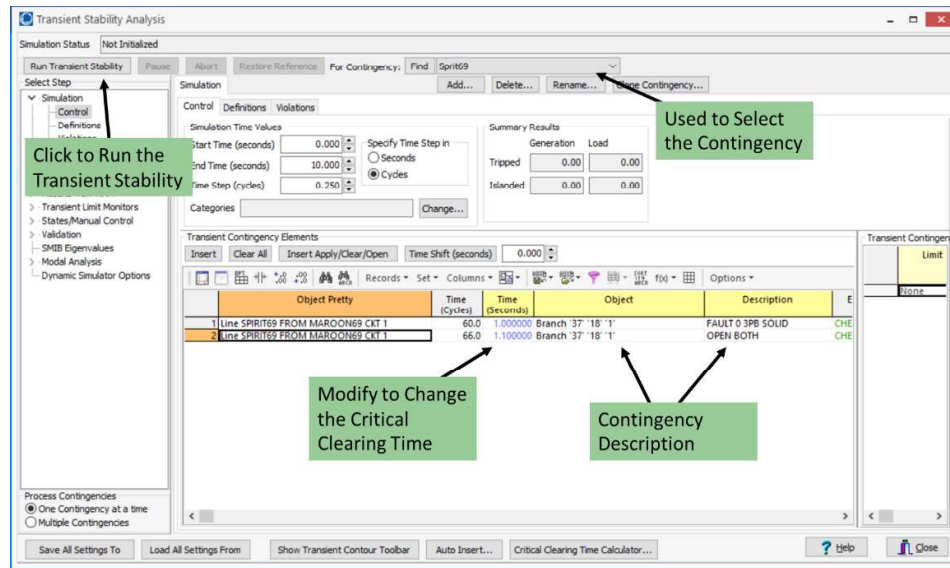 Transient Stability Analysis
Simulation Status Not Initialized
Run Transient Stability Pause Abort Restore Reference For Contingency: Find Sprit69
Select Step
Simulation Add... Delete... Rename... Clone Contingency...
Simulation
Control
Definitions
Violations
Control Definitions Violations
Simulation Time Values
Start Time (seconds) 0.000
End Time (seconds) 10.000
Time Step (cycles) 0.250
Specify Time Step in
Seconds
Cycles
Categories Change...
Summary Results
Generation Load
Tripped 0.00 0.00
Islanded 0.00 0.00
Used to Select
the Contingency
Click to Run the
Transient Stability
Transient Limit Monitors
States/Manual Control
Validation
SMIB Eigenvalues
Modal Analysis
Dynamic Simulator Options
Transient Contingency Elements
Insert Clear All Insert Apply/Clear/Open Time Shift (seconds) 0.000
Records Set Columns f(x) Options
Object Pretty Time (Cycles) Time (Seconds) Object Description E
1 Line SPIRIT69 FROM MAROON69 CKT 1 60.0 1.000000 Branch '37' '18' '1' FAULT 0 3PB SOLID CHE
2 Line SPIRIT69 FROM MAROON69 CKT 1 66.0 1.100000 Branch '37' '18' '1' OPEN BOTH CHE
Transient Contingen
Limit
None
Modify to Change
the Critical
Clearing Time
Contingency
Description
Process Contingencies
One Contingency at a time
Multiple Contingencies
Save All Settings To Load All Settings From Show Transient Contour Toolbar Auto Insert... Critical Clearing Time Calculator... Help Close